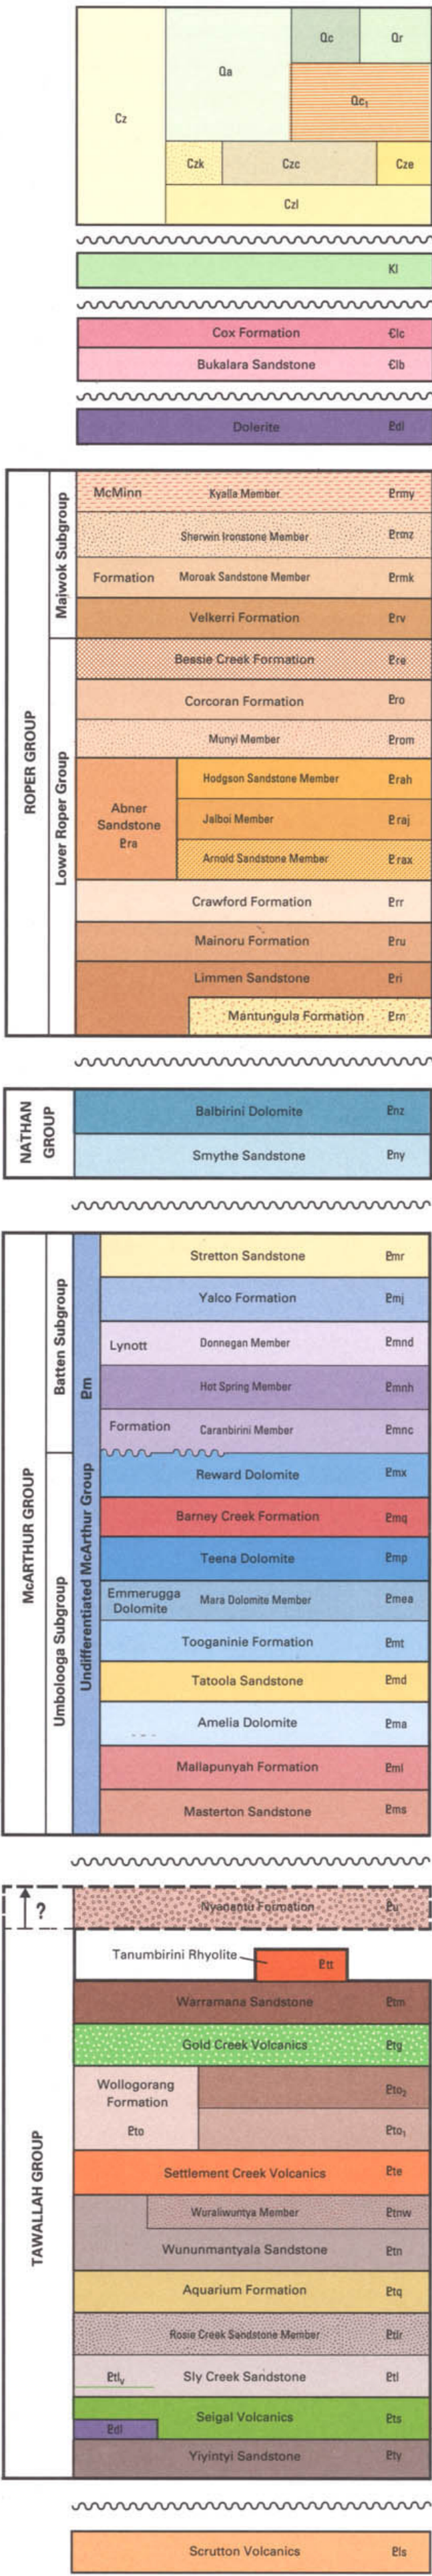 Cz
Qa
Qc
Qr
Qc₁
Czk
Czc
Cze
Czl
Kl
Cox Formation Єlc
Bukalara Sandstone Єlb
Dolerite Ꝑdl
ROPER GROUP
Maiwok Subgroup
McMinn Kyalla Member Ꝑrmy
Sherwin Ironstone Member Ꝑrmz
Formation Moroak Sandstone Member Ꝑrmk
Velkerri Formation Ꝑrv
Lower Roper Group
Bessie Creek Formation Ꝑre
Corcoran Formation Ꝑro
Munyi Member Ꝑrom
Abner
Sandstone
Ꝑra
Hodgson Sandstone Member Ꝑrah
Jalboi Member Ꝑraj
Arnold Sandstone Member Ꝑrax
Crawford Formation Ꝑrr
Mainoru Formation Ꝑru
Limmen Sandstone Ꝑri
Mantungula Formation Ꝑrn
NATHAN
GROUP
Balbirini Dolomite Ꝑnz
Smythe Sandstone Ꝑny
McARTHUR GROUP
Batten Subgroup
Undifferentiated McArthur Group Ꝑm
Stretton Sandstone Ꝑmr
Yalco Formation Ꝑmj
Lynott Donnegan Member Ꝑmnd
Hot Spring Member Ꝑmnh
Formation Caranbirini Member Ꝑmnc
Umbolooga Subgroup
Reward Dolomite Ꝑmx
Barney Creek Formation Ꝑmq
Teena Dolomite Ꝑmp
Emmerugga
Dolomite
Mara Dolomite Member Ꝑmea
Tooganinie Formation Ꝑmt
Tatoola Sandstone Ꝑmd
Amelia Dolomite Ꝑma
Mallapunyah Formation Ꝑml
Masterton Sandstone Ꝑms
?
Nyanantu Formation Ꝑu
TAWALLAH GROUP
Tanumbirini Rhyolite Ꝑtt
Warramana Sandstone Ꝑtm
Gold Creek Volcanics Ꝑtg
Wollogorang
Formation
Ꝑto
Ꝑto₂
Ꝑto₁
Settlement Creek Volcanics Ꝑte
Wuraliwuntya Member Ꝑtnw
Wununmantyala Sandstone Ꝑtn
Aquarium Formation Ꝑtq
Rosie Creek Sandstone Member Ꝑtlr
Ꝑtlᵥ Sly Creek Sandstone Ꝑtl
Seigal Volcanics Ꝑts
Ꝑdl
Yiyintyi Sandstone Ꝑty
Scrutton Volcanics Ꝑls